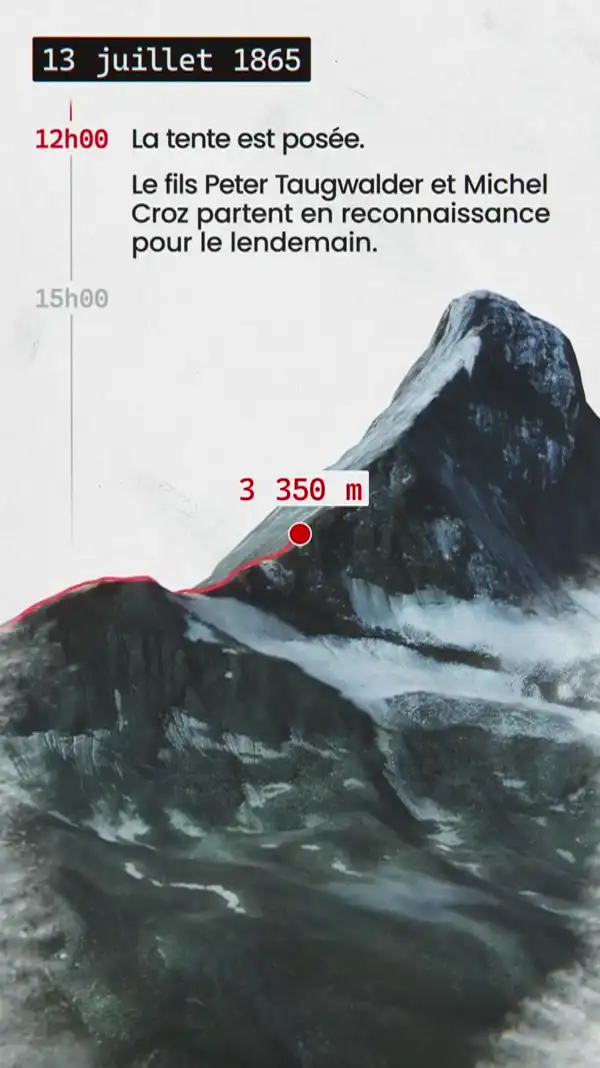 13 juillet 1865
12h00
La tente est posée.
Le fils Peter Taugwalder et Michel
Croz partent en reconnaissance
pour le lendemain.
15h00
3 350 m